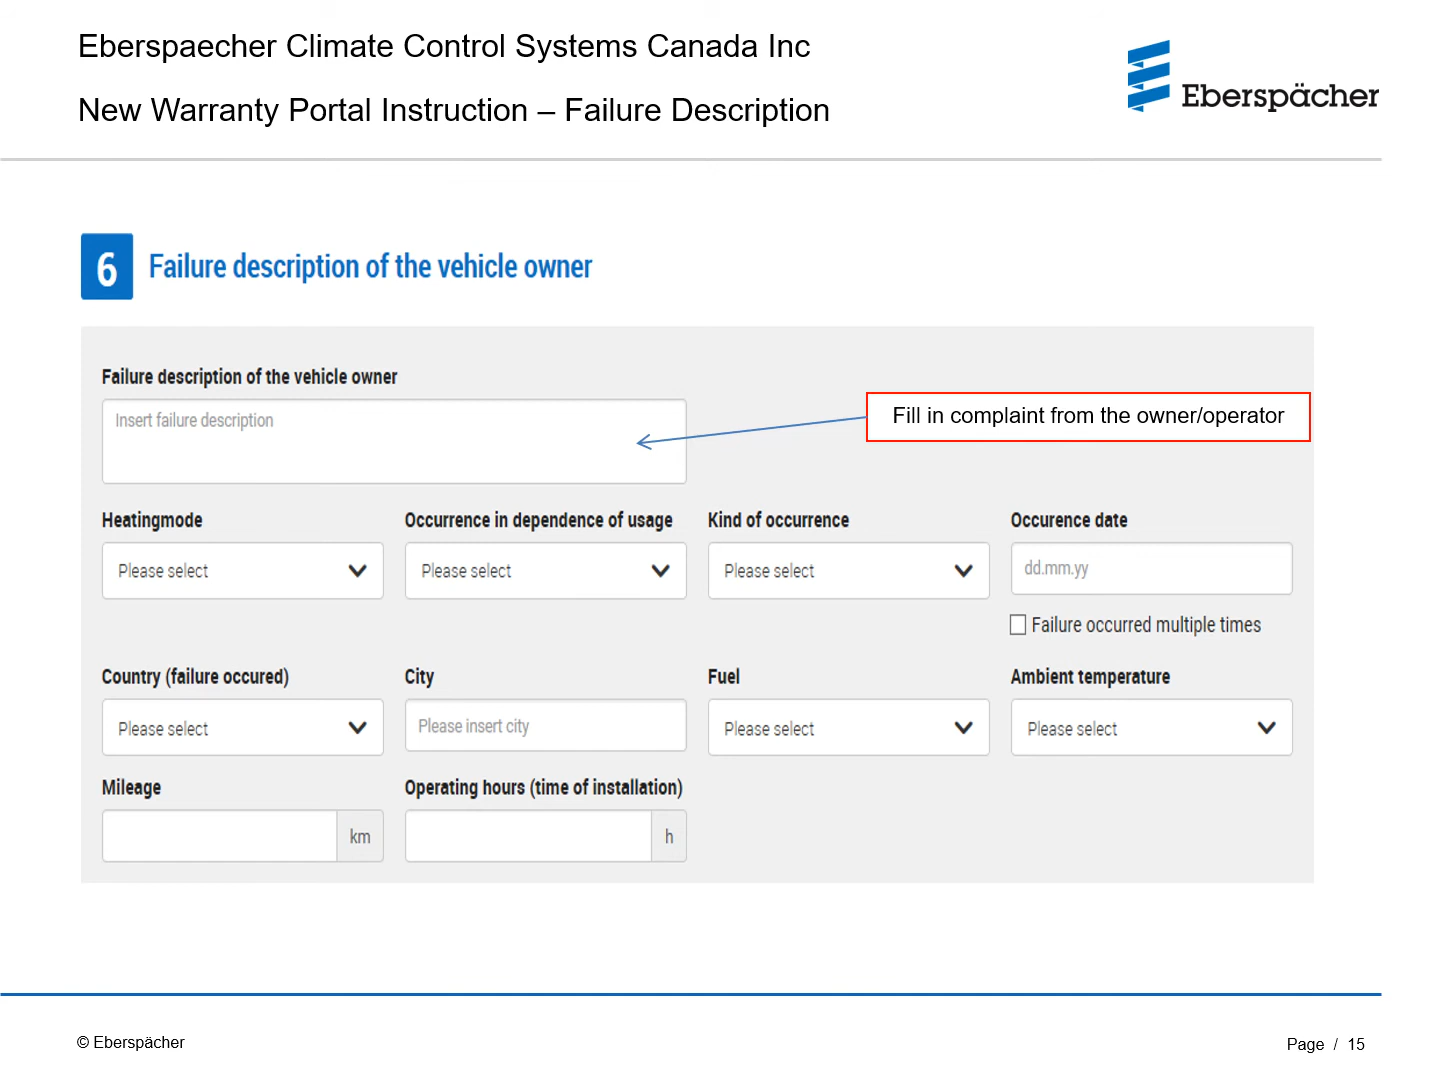 Eberspaecher Climate Control Systems Canada Inc
New Warranty Portal Instruction – Failure Description
Eberspächer
6 Failure description of the vehicle owner
Failure description of the vehicle owner
Insert failure description
Fill in complaint from the owner/operator
Heatingmode Occurrence in dependence of usage Kind of occurrence Occurence date
Please select Please select Please select dd.mm.yy
Failure occurred multiple times
Country (failure occured) City Fuel Ambient temperature
Please select Please insert city Please select Please select
Mileage Operating hours (time of installation)
km h
© Eberspächer
Page / 15